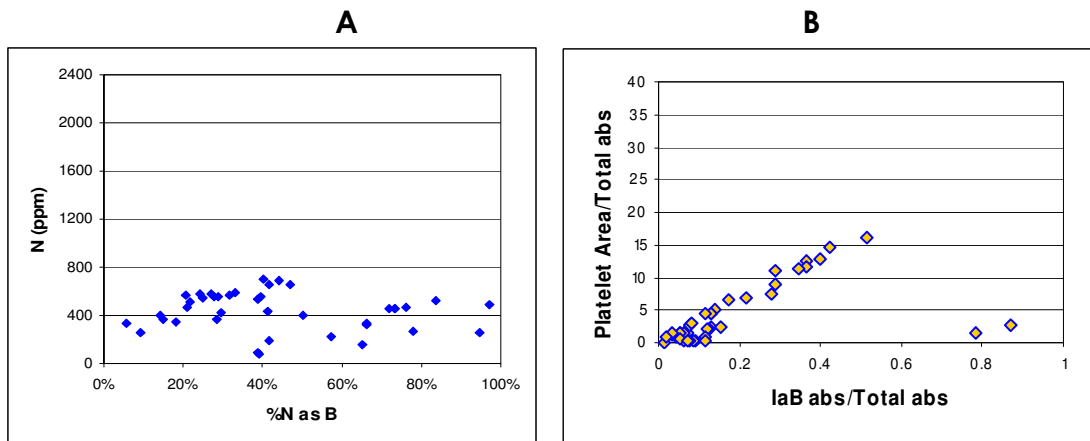 A
B
2400
2000
1600
1200
800
400
0
N (ppm)
0% 20% 40% 60% 80% 100%
%N as B
40
35
30
25
20
15
10
5
0
Platelet Area/Total abs
0 0.2 0.4 0.6 0.8 1
IaB abs/Total abs